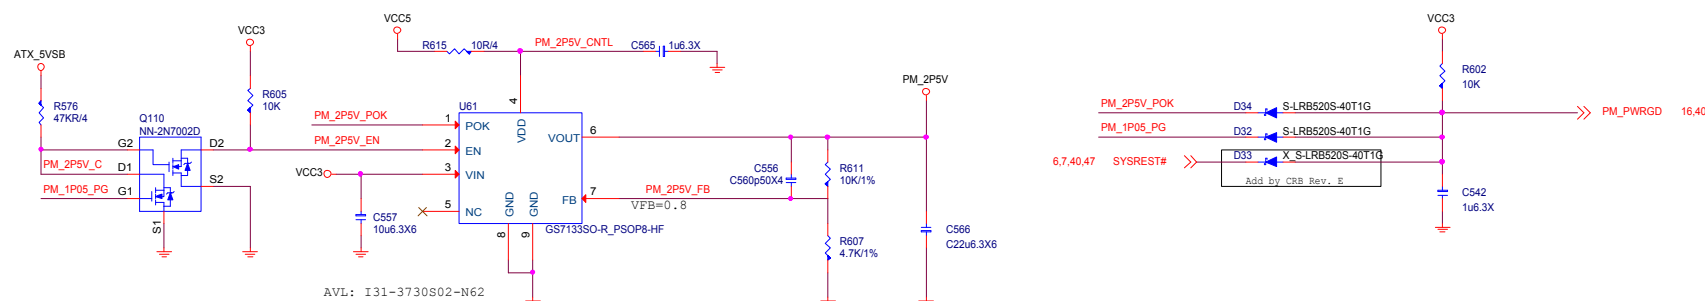 ATX_5VSB
R576
47KR/4
Q110
NN-2N7002D
G2
D2
PM_2P5V_C
D1
PM_1P05_PG
G1
S2
S1
VCC3
R605
10K
VCC5
R615
10R/4
PM_2P5V_CNTL
C565
1u6.3X
PM_2P5V_POK
PM_2P5V_EN
VCC3
C557
10u6.3X6
U61
1
POK
2
EN
3
VIN
5
NC
4
VDD
VOUT
6
FB
7
GND
GND
8
9
GS7133SO-R_PSOP8-HF
PM_2P5V_FB
VFB=0.8
C556
C560p50X4
R611
10K/1%
R607
4.7K/1%
PM_2P5V
C566
C22u6.3X6
AVL: I31-3730S02-N62
VCC3
R602
10K
PM_2P5V_POK
D34
S-LRB520S-40T1G
PM_PWRGD
16,40
PM_1P05_PG
D32
S-LRB520S-40T1G
6,7,40,47
SYSREST#
D33
X_S-LRB520S-40T1G
Add by CRB Rev. E
C542
1u6.3X